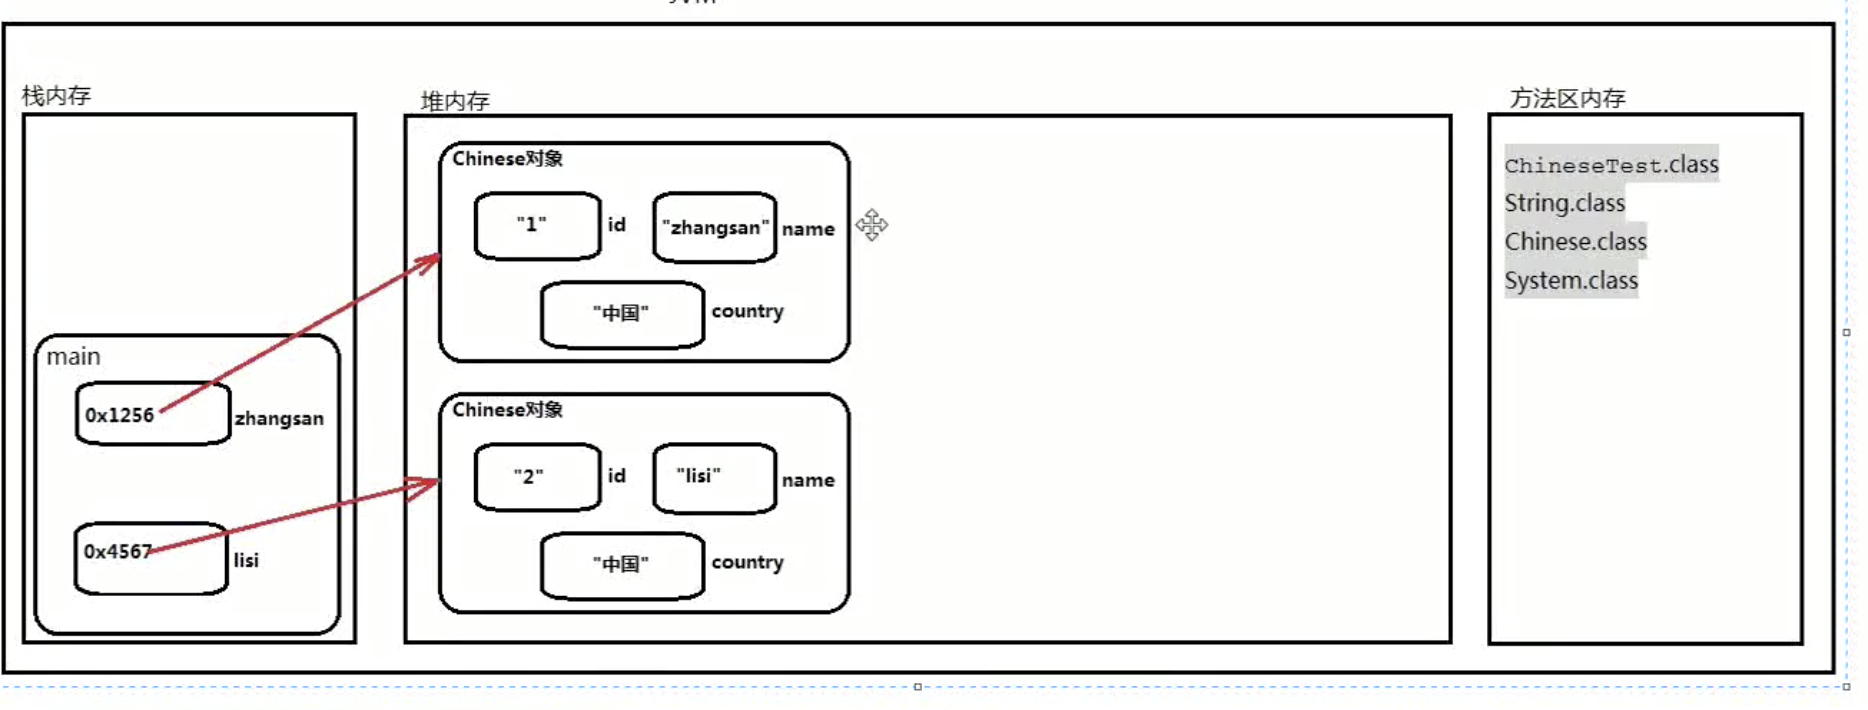 栈内存
堆内存
方法区内存
Chinese对象
"1" id "zhangsan" name
"中国" country
main
0x1256 zhangsan
0x4567 lisi
Chinese对象
"2" id "lisi" name
"中国" country
ChineseTest.class
String.class
Chinese.class
System.class